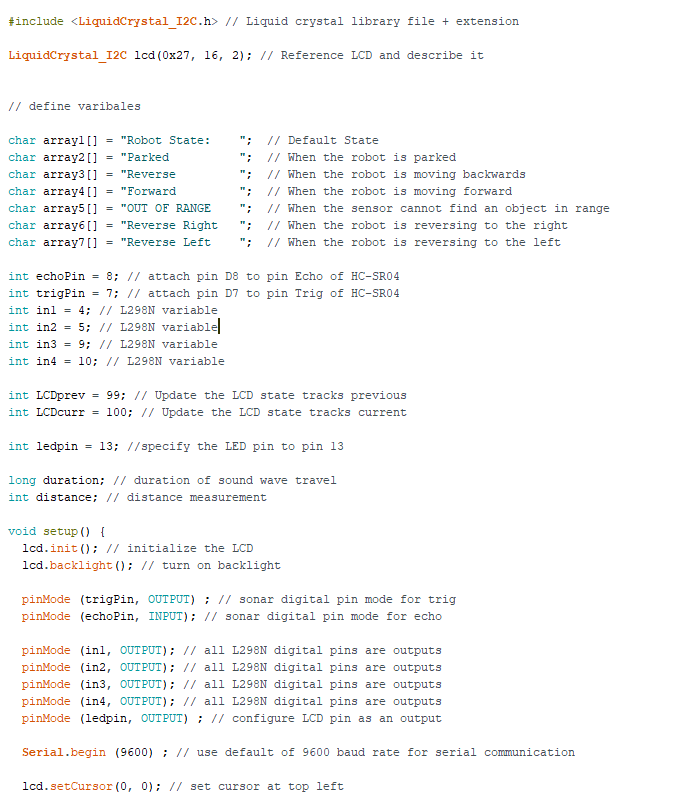 #include <LiquidCrystal_I2C.h> // Liquid crystal library file + extension
LiquidCrystal_I2C lcd(0x27, 16, 2); // Reference LCD and describe it
// define varibales
char array1[] = "Robot State:    ";  // Default State
char array2[] = "Parked          ";  // When the robot is parked
char array3[] = "Reverse         ";  // When the robot is moving backwards
char array4[] = "Forward         ";  // When the robot is moving forward
char array5[] = "OUT OF RANGE    ";  // When the sensor cannot find an object in range
char array6[] = "Reverse Right   ";  // When the robot is reversing to the right
char array7[] = "Reverse Left    ";  // When the robot is reversing to the left
int echoPin = 8; // attach pin D8 to pin Echo of HC-SR04
int trigPin = 7; // attach pin D7 to pin Trig of HC-SR04
int in1 = 4; // L298N variable
int in2 = 5; // L298N variable
int in3 = 9; // L298N variable
int in4 = 10; // L298N variable
int LCDprev = 99; // Update the LCD state tracks previous
int LCDcurr = 100; // Update the LCD state tracks current
int ledpin = 13; //specify the LED pin to pin 13
long duration; // duration of sound wave travel
int distance; // distance measurement
void setup() {
  lcd.init(); // initialize the LCD
  lcd.backlight(); // turn on backlight
  pinMode (trigPin, OUTPUT) ; // sonar digital pin mode for trig
  pinMode (echoPin, INPUT); // sonar digital pin mode for echo
  pinMode (in1, OUTPUT); // all L298N digital pins are outputs
  pinMode (in2, OUTPUT); // all L298N digital pins are outputs
  pinMode (in3, OUTPUT); // all L298N digital pins are outputs
  pinMode (in4, OUTPUT); // all L298N digital pins are outputs
  pinMode (ledpin, OUTPUT) ; // configure LCD pin as an output
  Serial.begin (9600) ; // use default of 9600 baud rate for serial communication
  lcd.setCursor(0, 0); // set cursor at top left